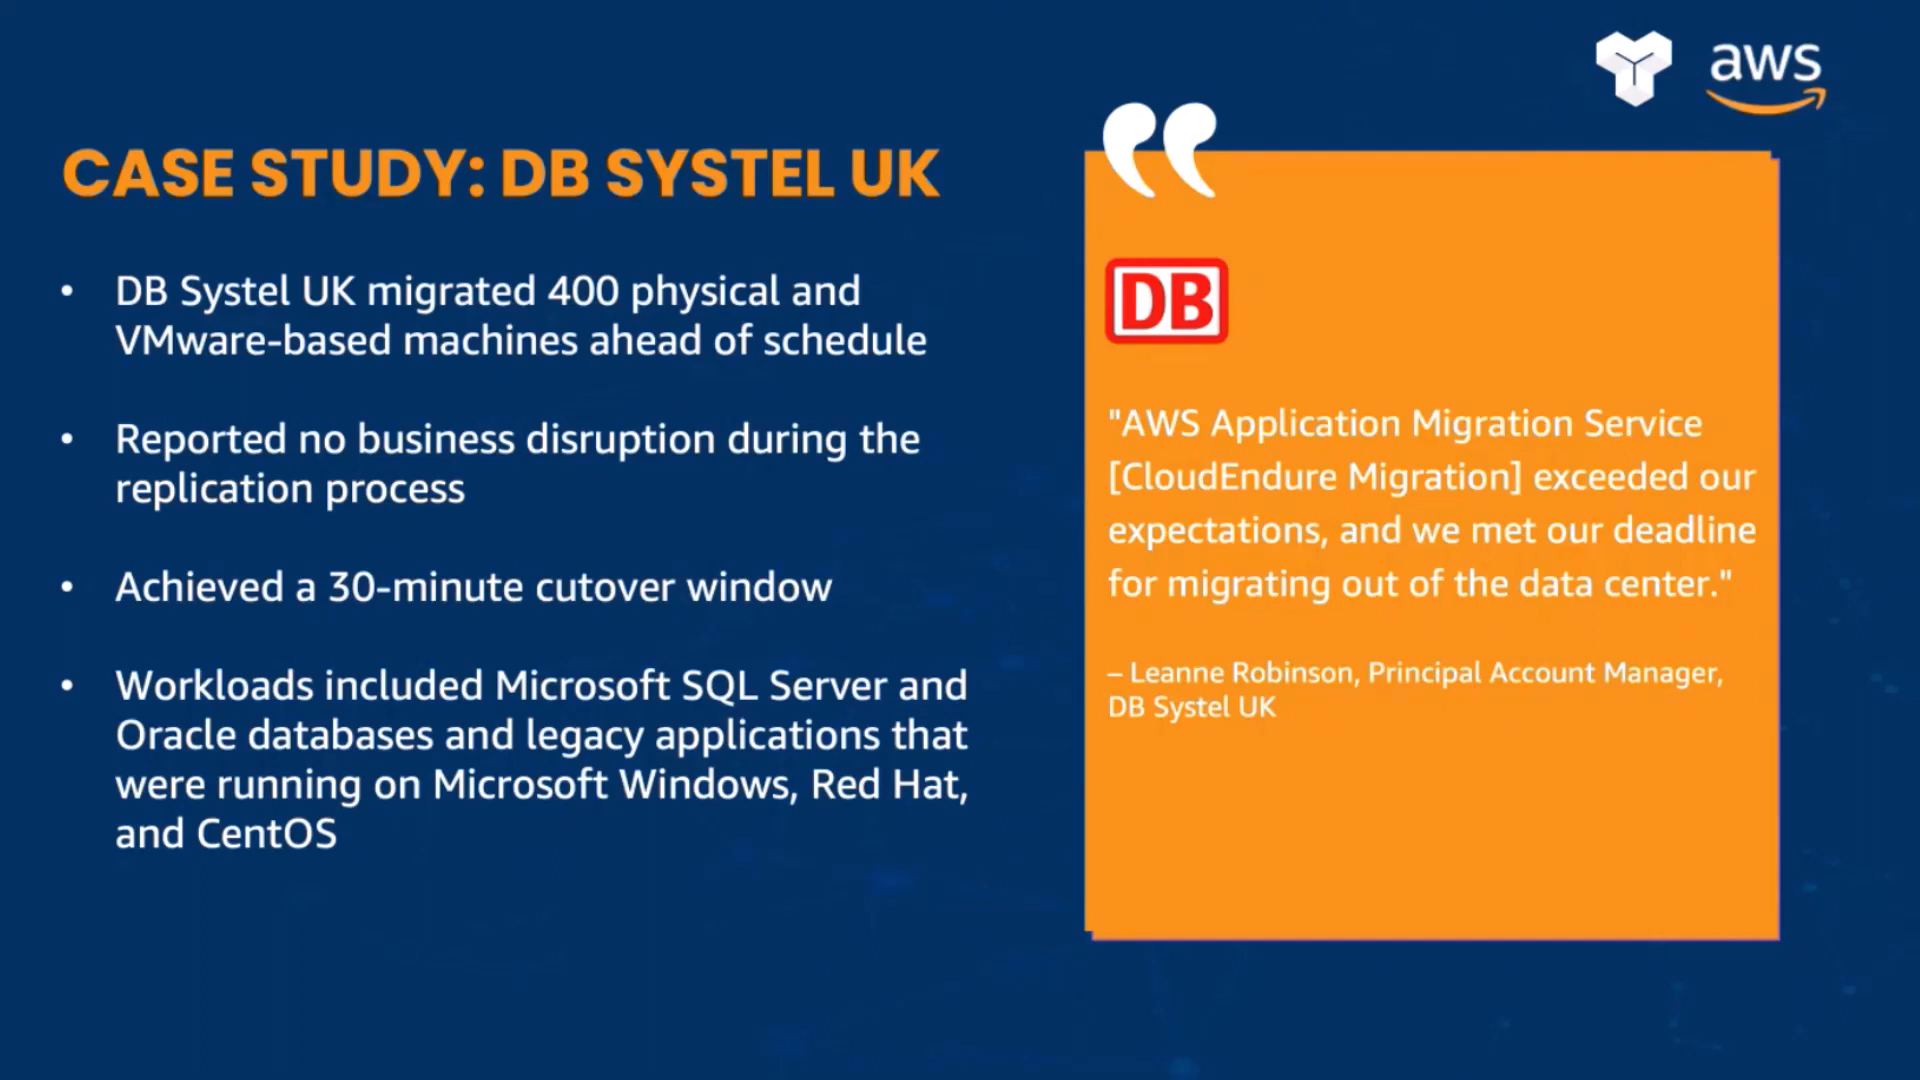 aws
CASE STUDY: DB SYSTEL UK
• DB Systel UK migrated 400 physical and
VMware-based machines ahead of schedule
• Reported no business disruption during the
replication process
• Achieved a 30-minute cutover window
• Workloads included Microsoft SQL Server and
Oracle databases and legacy applications that
were running on Microsoft Windows, Red Hat,
and CentOS
DB
"AWS Application Migration Service
[CloudEndure Migration] exceeded our
expectations, and we met our deadline
for migrating out of the data center."
– Leanne Robinson, Principal Account Manager,
DB Systel UK